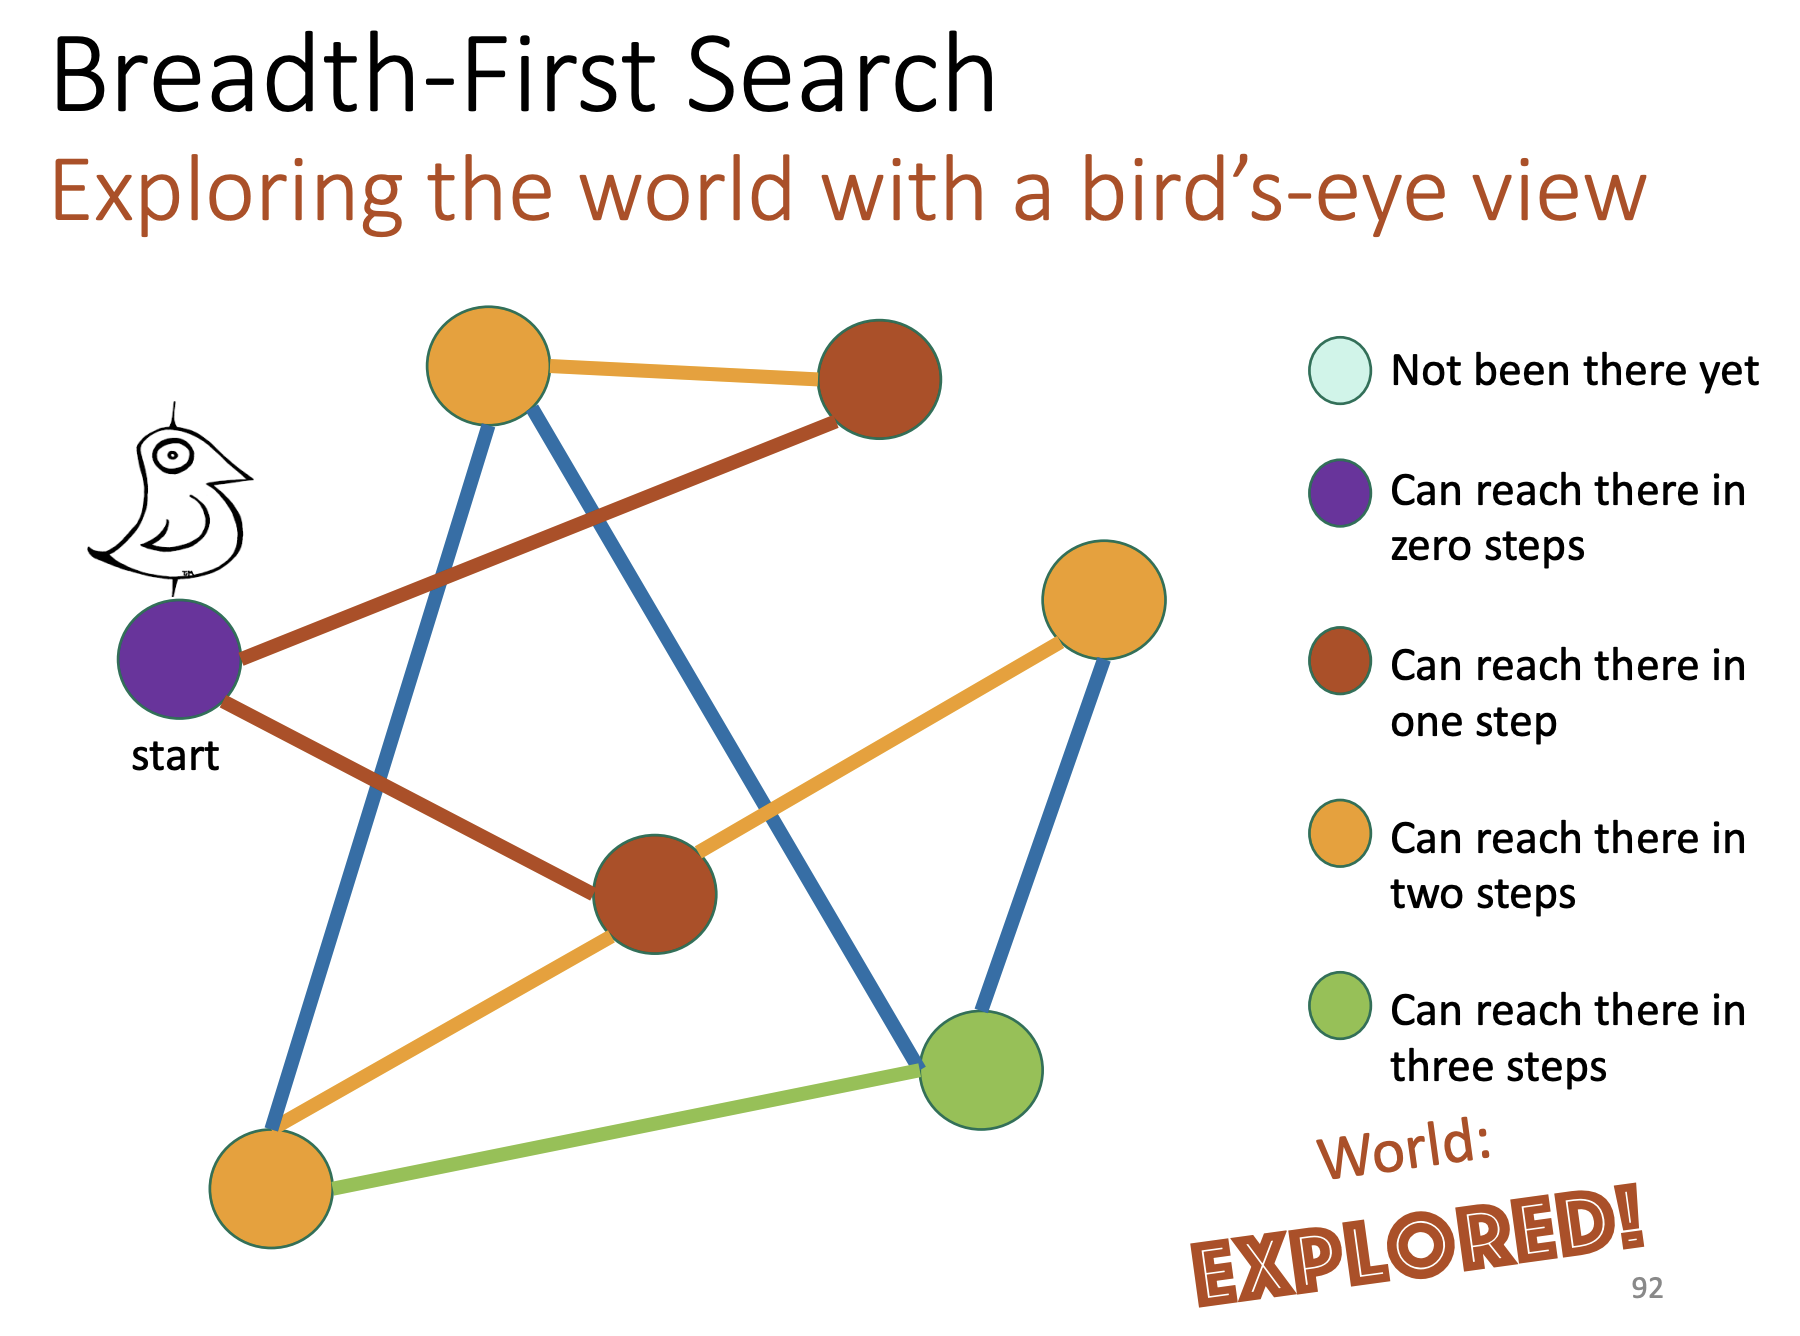 Breadth-First Search
Exploring the world with a bird’s-eye view
Not been there yet
Can reach there in
zero steps
start
Can reach there in
one step
Can reach there in
two steps
Can reach there in
three steps
World:
EXPLORED!
92